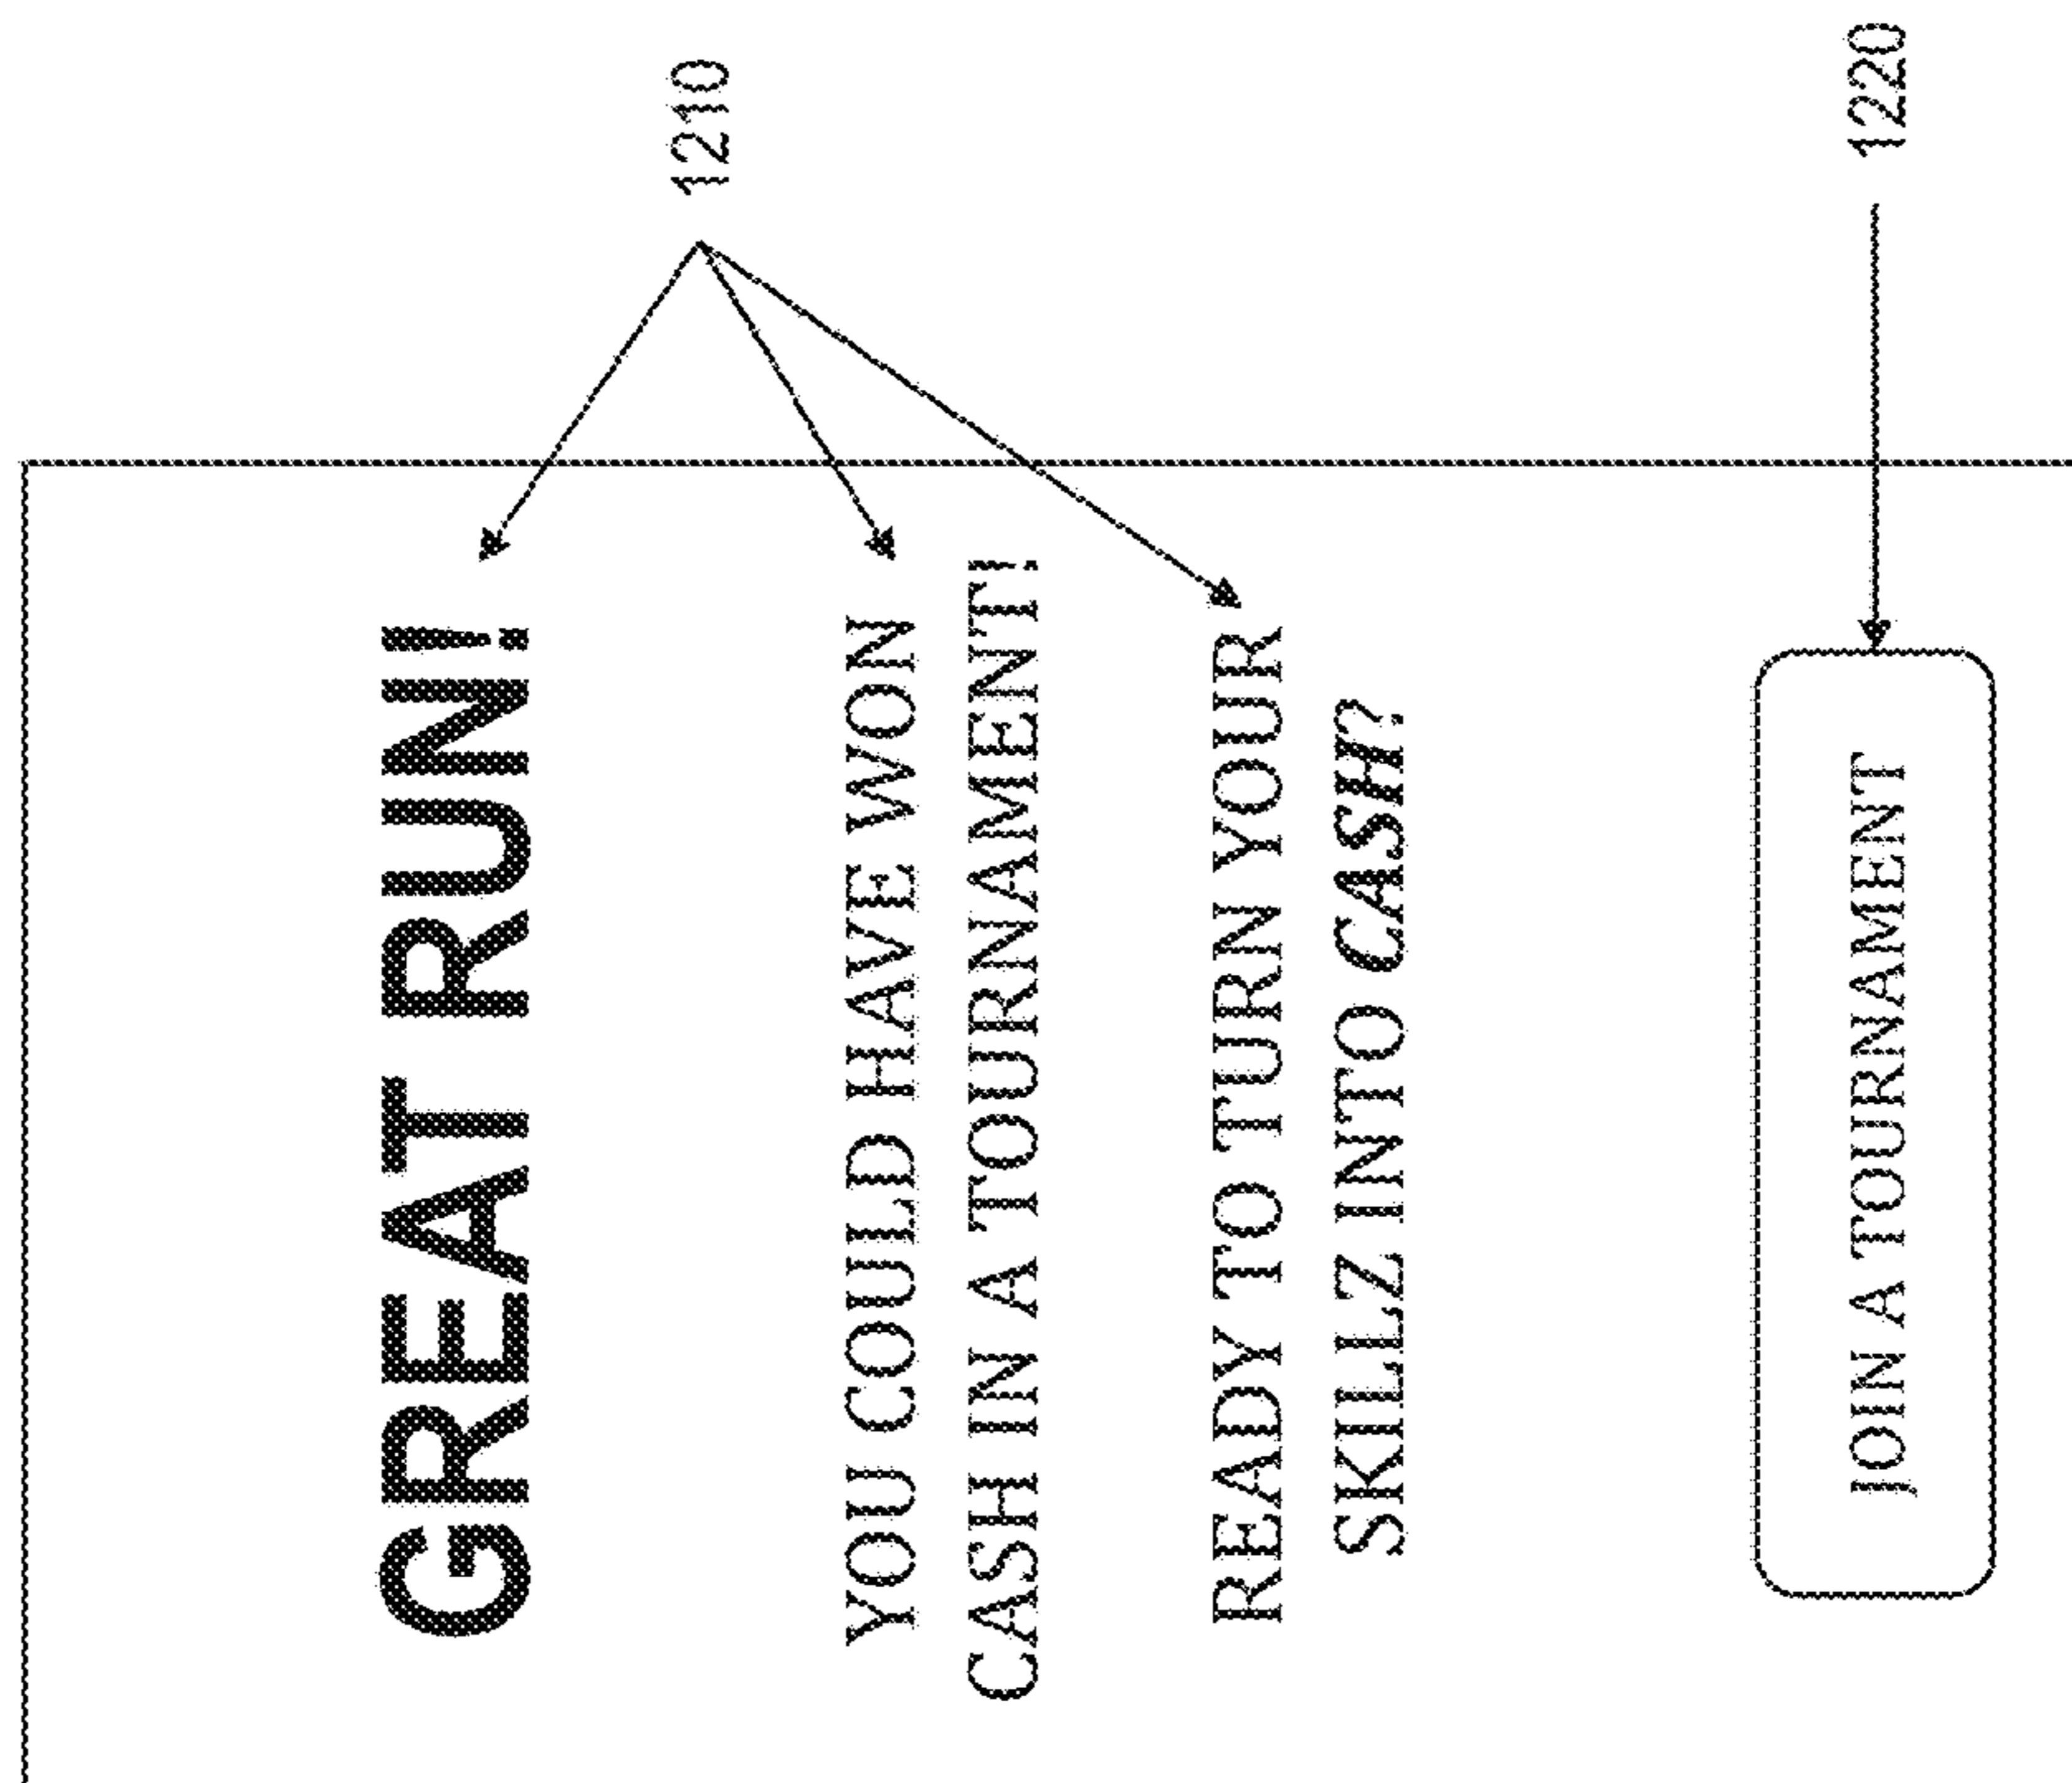 GREAT RUN!
1210
YOU COULD HAVE WON
CASH IN A TOURNAMENT!
READY TO TURN YOUR
SKILLZ INTO CASH?
JOIN A TOURNAMENT
1220